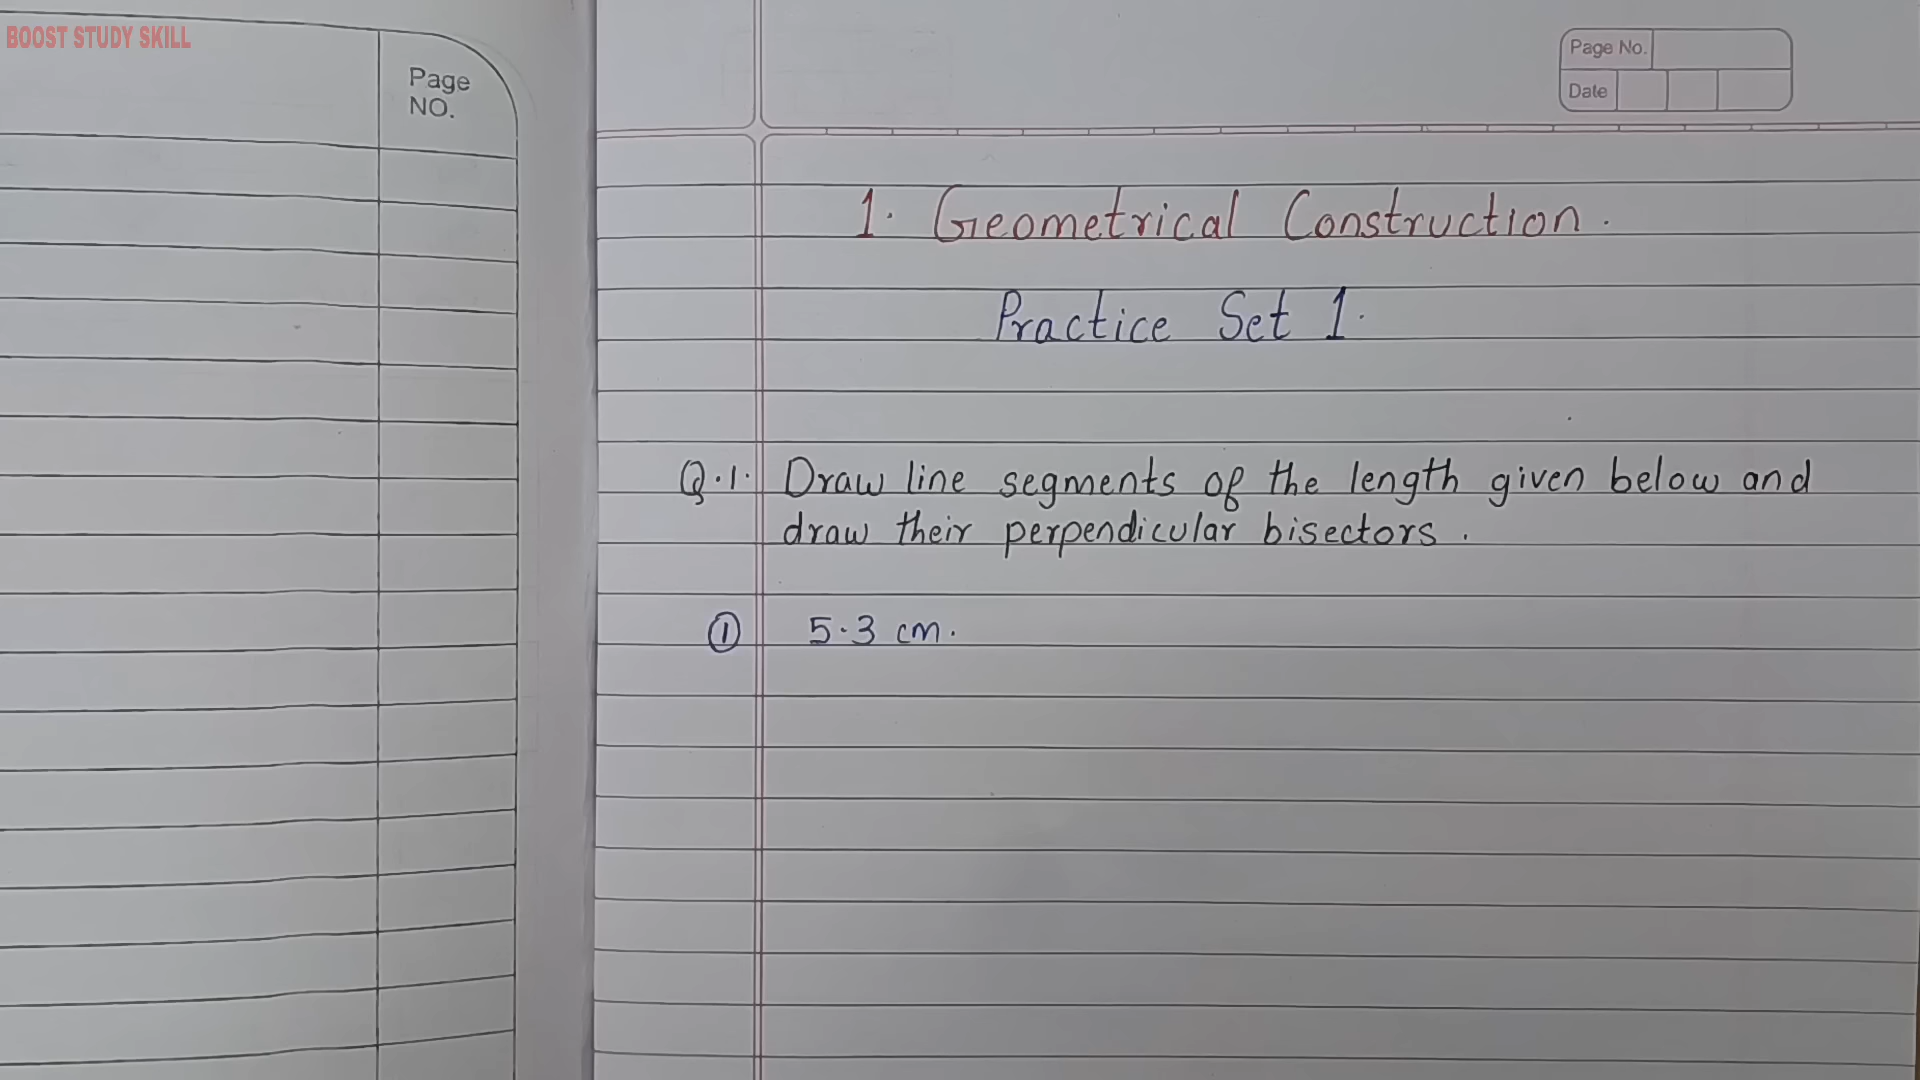 BOOST STUDY SKILL
Page
NO.
Page No.
Date
1. Geometrical Construction.
Practice Set 1.
Q.1. Draw line segments of the length given below and
draw their perpendicular bisectors.
① 5.3 cm.